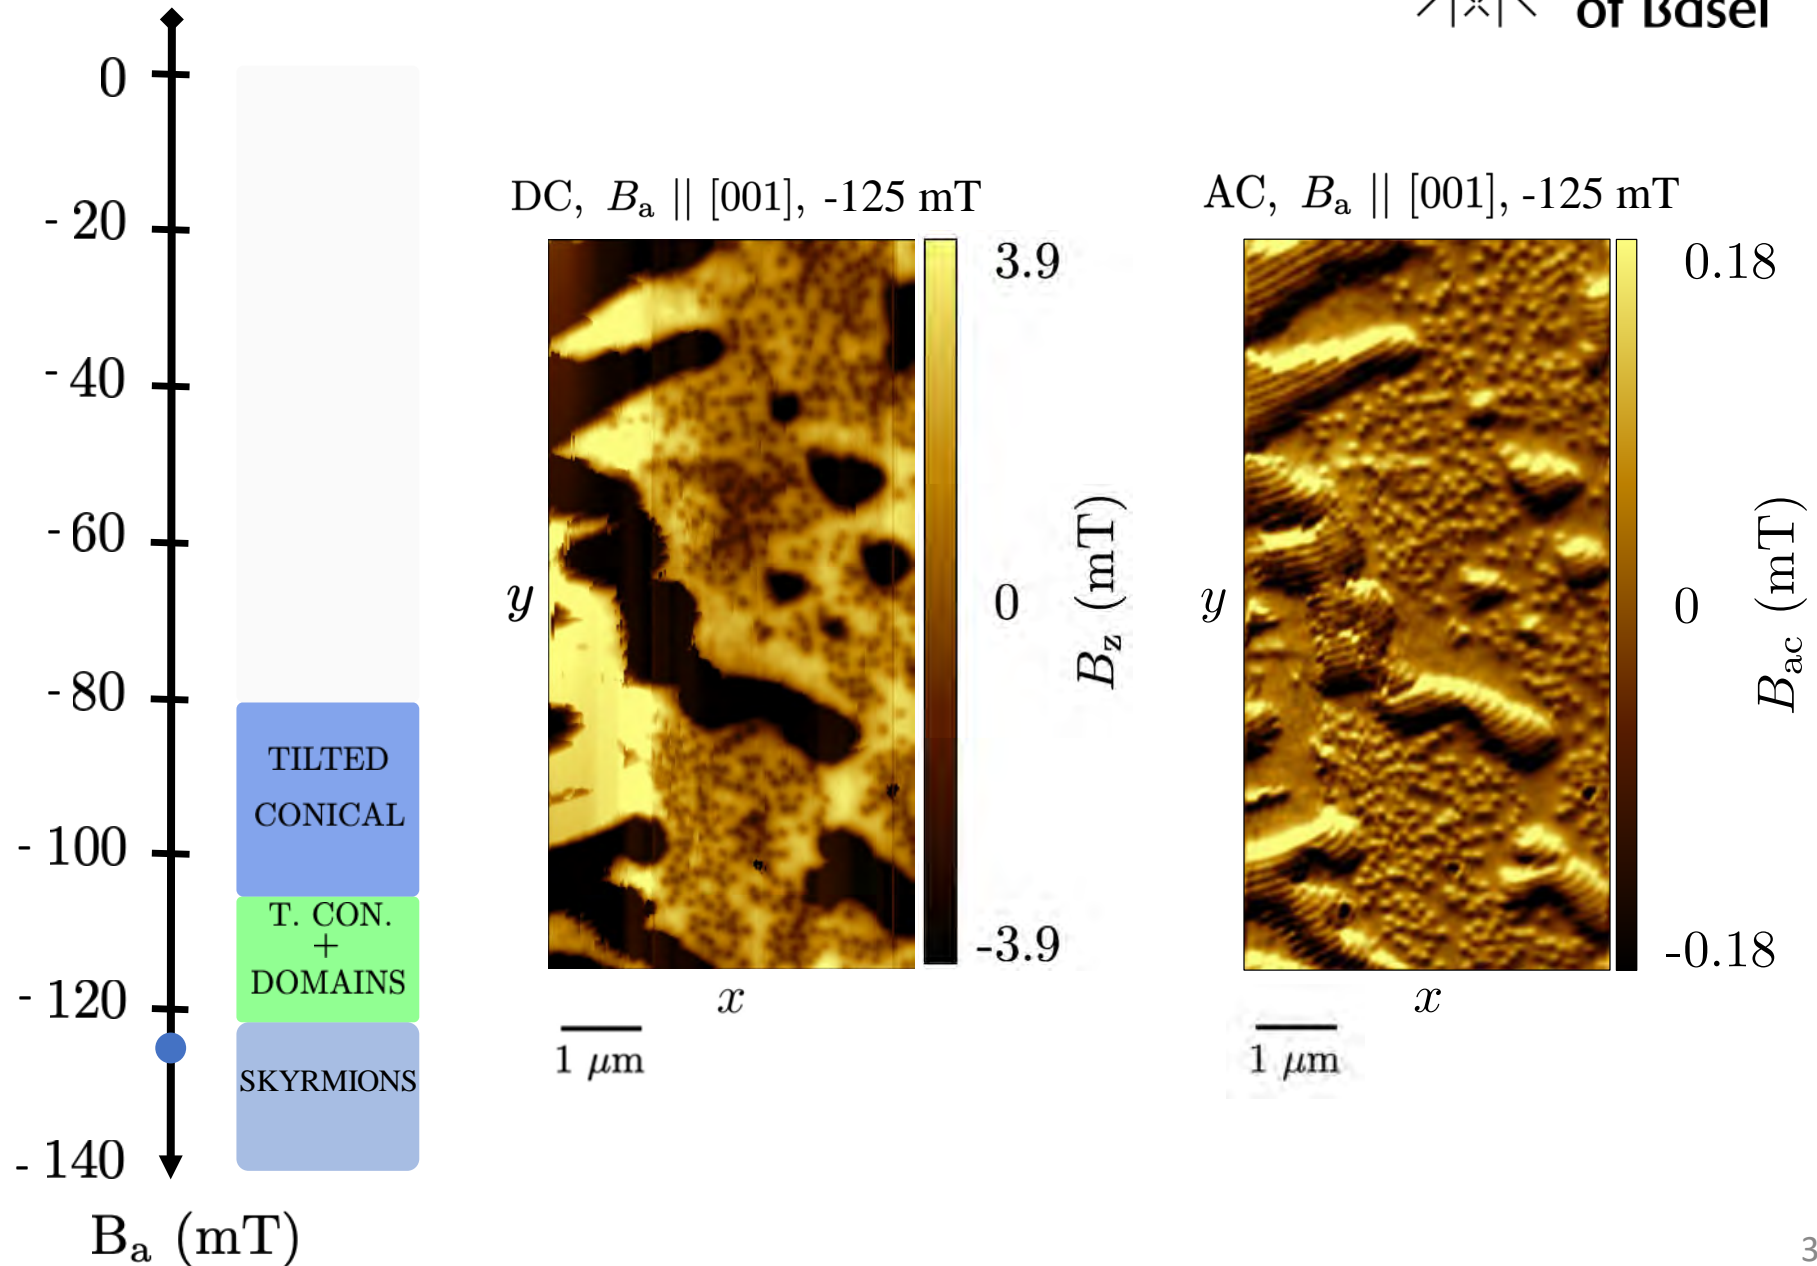 of Basel
0
- 20
- 40
- 60
- 80
- 100
- 120
- 140
Bₐ (mT)
TILTED
CONICAL
T. CON.
+
DOMAINS
SKYRMIONS
DC, Bₐ || [001], -125 mT
3.9
0
-3.9
B_z (mT)
y
x
1 μm
AC, Bₐ || [001], -125 mT
0.18
0
-0.18
B_ac (mT)
y
x
1 μm
3